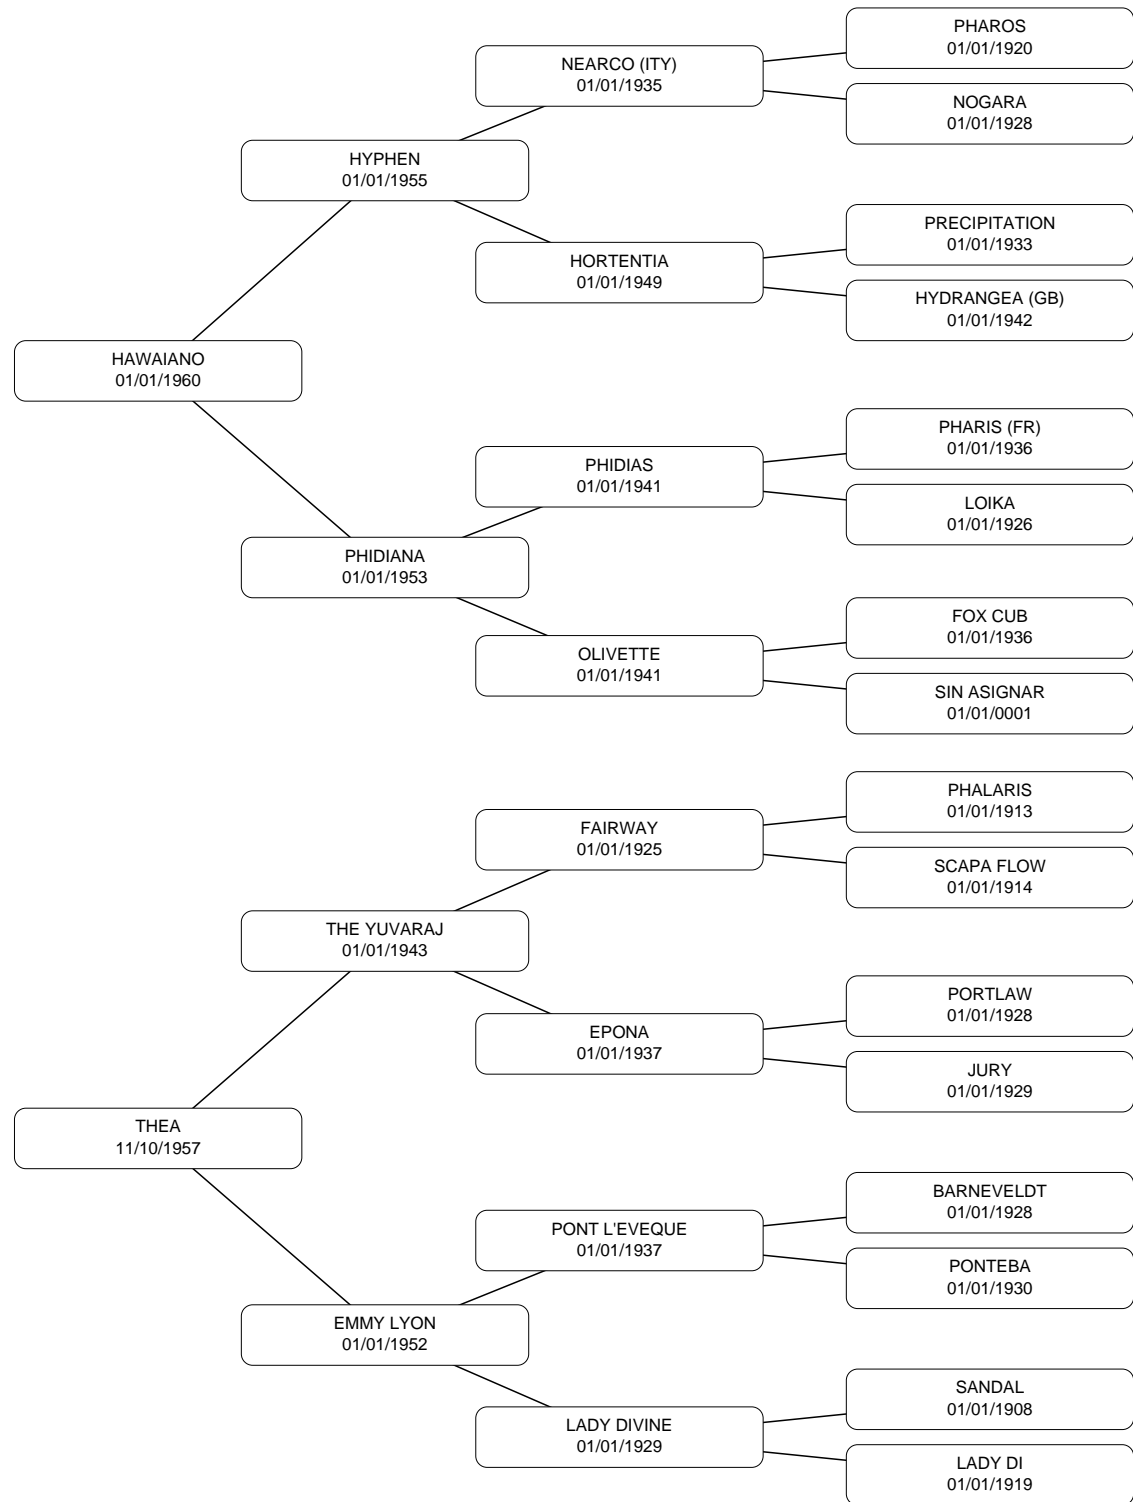 PHAROS
01/01/1920
NEARCO (ITY)
01/01/1935
NOGARA
01/01/1928
HYPHEN
01/01/1955
PRECIPITATION
01/01/1933
HORTENTIA
01/01/1949
HYDRANGEA (GB)
01/01/1942
HAWAIANO
01/01/1960
PHARIS (FR)
01/01/1936
PHIDIAS
01/01/1941
LOIKA
01/01/1926
PHIDIANA
01/01/1953
FOX CUB
01/01/1936
OLIVETTE
01/01/1941
SIN ASIGNAR
01/01/0001
PHALARIS
01/01/1913
FAIRWAY
01/01/1925
SCAPA FLOW
01/01/1914
THE YUVARAJ
01/01/1943
PORTLAW
01/01/1928
EPONA
01/01/1937
JURY
01/01/1929
THEA
11/10/1957
BARNEVELDT
01/01/1928
PONT L'EVEQUE
01/01/1937
PONTEBA
01/01/1930
EMMY LYON
01/01/1952
SANDAL
01/01/1908
LADY DIVINE
01/01/1929
LADY DI
01/01/1919